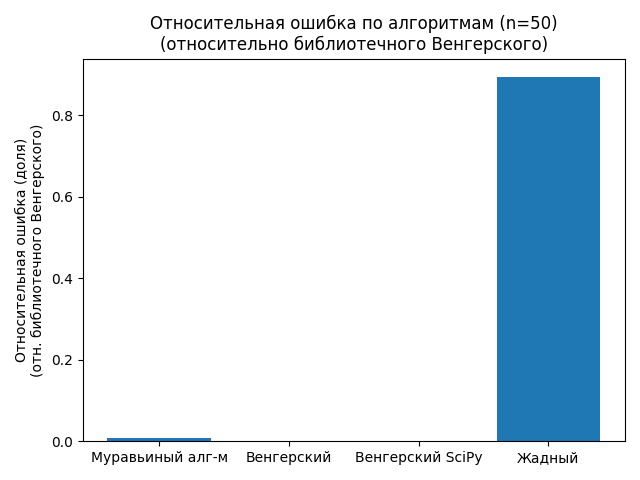 Относительная ошибка по алгоритмам (n=50)
(относительно библиотечного Венгерского)
Относительная ошибка (доля)
(отн. библиотечного Венгерского)
0.8
0.6
0.4
0.2
0.0
Муравьиный алг-м
Венгерский
Венгерский SciPy
Жадный